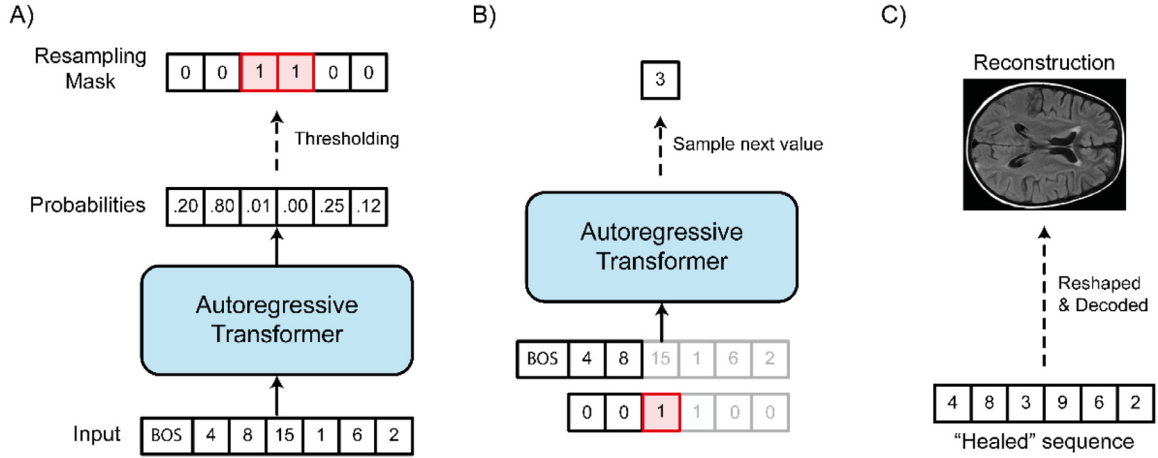 A)
Resampling
Mask
0 0 1 1 0 0
Thresholding
Probabilities
.20 .80 .01 .00 .25 .12
Autoregressive
Transformer
Input
BOS 4 8 15 1 6 2
B)
3
Sample next value
Autoregressive
Transformer
BOS 4 8 15 1 6 2
0 0 1 1 0 0
C)
Reconstruction
Reshaped
& Decoded
4 8 3 9 6 2
“Healed” sequence